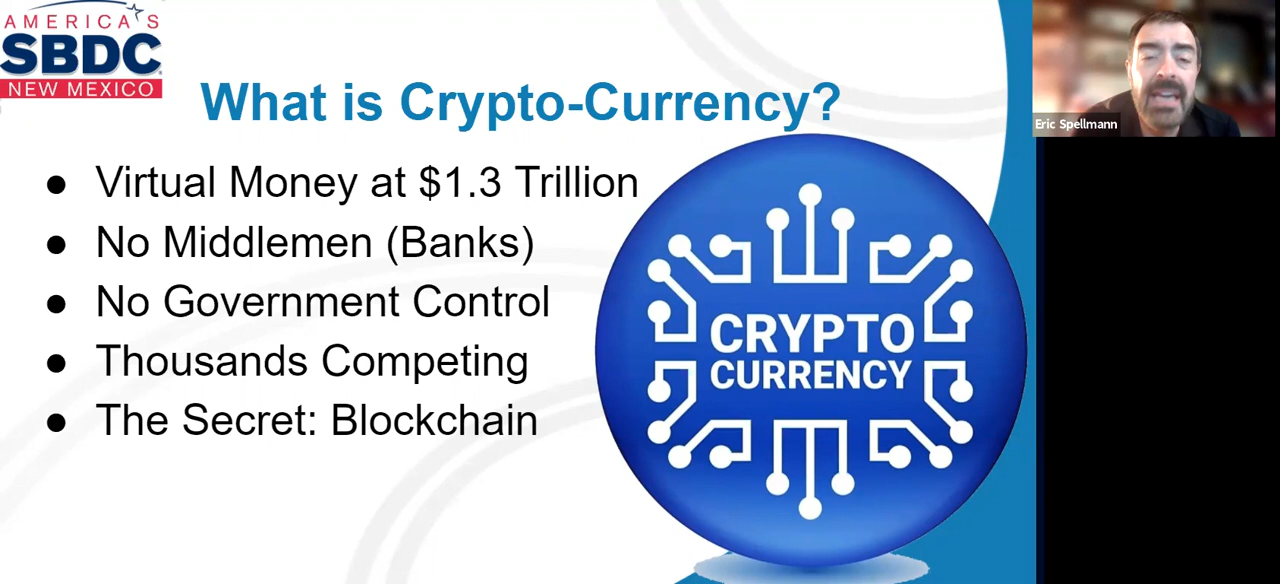 AMERICA'S
SBDC
NEW MEXICO
What is Crypto-Currency?
Eric Spellmann
● Virtual Money at $1.3 Trillion
● No Middlemen (Banks)
● No Government Control
● Thousands Competing
● The Secret: Blockchain
CRYPTO
CURRENCY